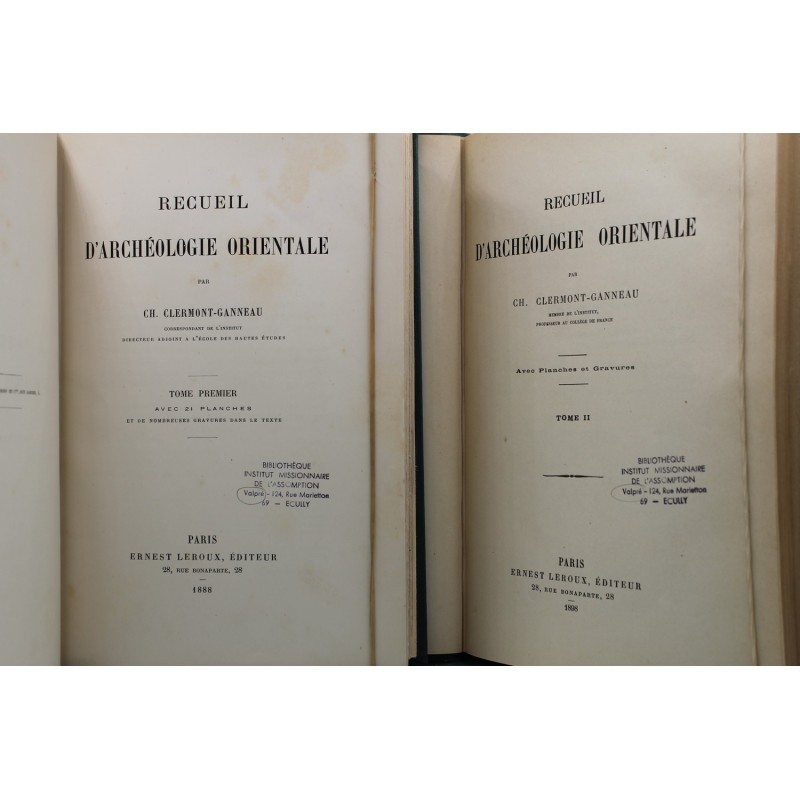 RECUEIL
D'ARCHÉOLOGIE ORIENTALE
PAR
CH. CLERMONT-GANNEAU
CORRESPONDANT DE L'INSTITUT
DIRECTEUR ADJOINT A L'ÉCOLE DES HAUTES ÉTUDES
TOME PREMIER
AVEC 21 PLANCHES
ET DE NOMBREUSES GRAVURES DANS LE TEXTE
BIBLIOTHÈQUE
INSTITUT MISSIONNAIRE
DE L'ASSOMPTION
Valpré - 124, Rue Marietton
69 - ECULLY
PARIS
ERNEST LEROUX, ÉDITEUR
28, RUE BONAPARTE, 28
1888
RECUEIL
D'ARCHÉOLOGIE ORIENTALE
PAR
CH. CLERMONT-GANNEAU
MEMBRE DE L'INSTITUT,
PROFESSEUR AU COLLÈGE DE FRANCE
Avec Planches et Gravures
TOME II
BIBLIOTHÈQUE
INSTITUT MISSIONNAIRE
DE L'ASSOMPTION
Valpré - 124, Rue Marietton
69 - ECULLY
PARIS
ERNEST LEROUX, ÉDITEUR
28, RUE BONAPARTE, 28
1898